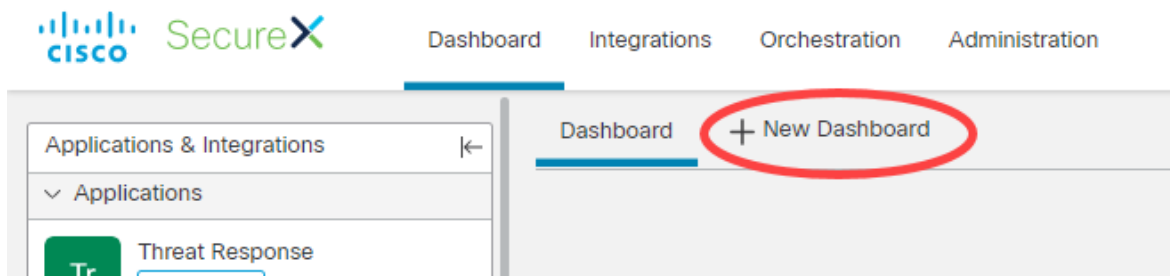 CISCO SecureX Dashboard Integrations Orchestration Administration
Applications & Integrations
Applications
Threat Response
Tr
Dashboard + New Dashboard